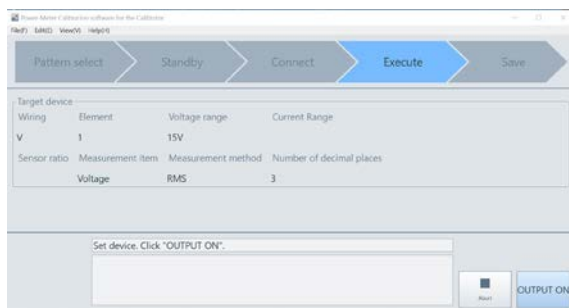 Power Meter Calibration software for the Calibrator
File(F) Edit(E) View(V) Help(H)
Pattern select Standby Connect Execute Save
Target device
Wiring Element Voltage range Current Range
V 1 15V
Sensor ratio Measurement item Measurement method Number of decimal places
Voltage RMS 3
Set device. Click "OUTPUT ON".
Abort OUTPUT ON